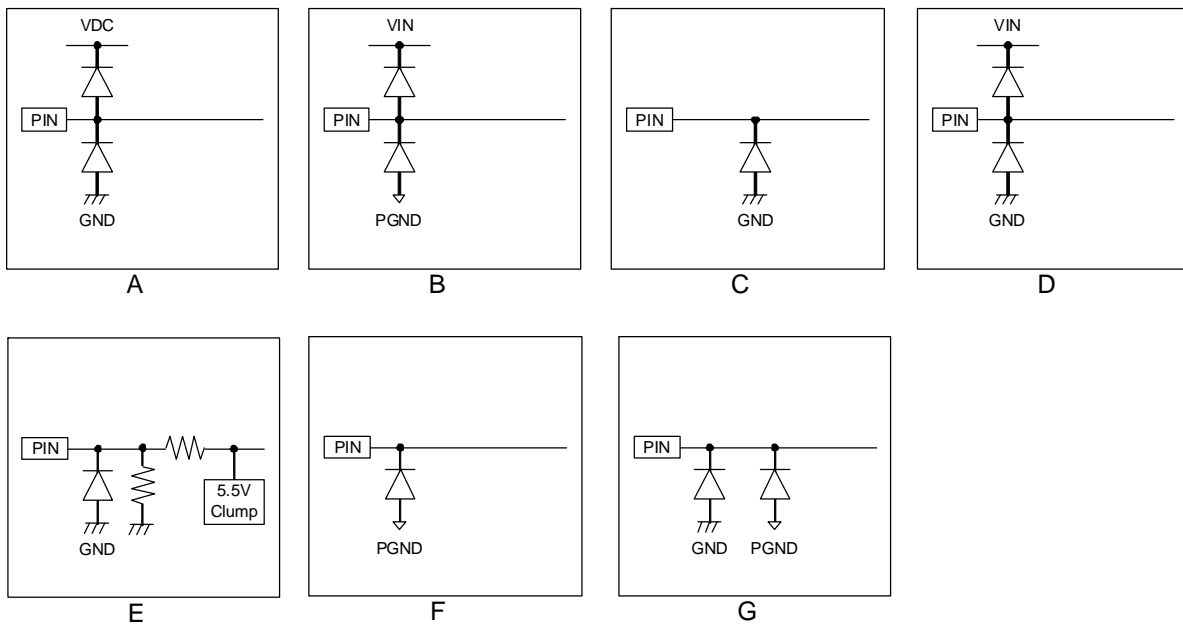 VDC
PIN
GND
A
VIN
PIN
PGND
B
PIN
GND
C
VIN
PIN
GND
D
PIN
5.5V
Clump
GND
E
PIN
PGND
F
PIN
GND PGND
G